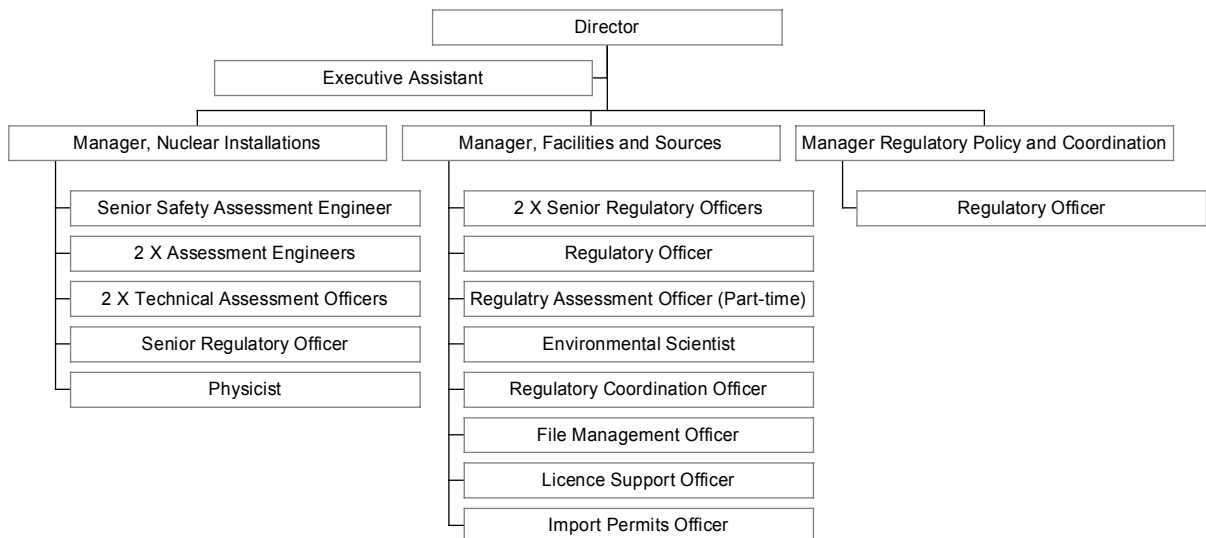 Director
Executive Assistant
Manager, Nuclear Installations
Manager, Facilities and Sources
Manager Regulatory Policy and Coordination
Senior Safety Assessment Engineer
2 X Assessment Engineers
2 X Technical Assessment Officers
Senior Regulatory Officer
Physicist
2 X Senior Regulatory Officers
Regulatory Officer
Regulatry Assessment Officer (Part-time)
Environmental Scientist
Regulatory Coordination Officer
File Management Officer
Licence Support Officer
Import Permits Officer
Regulatory Officer